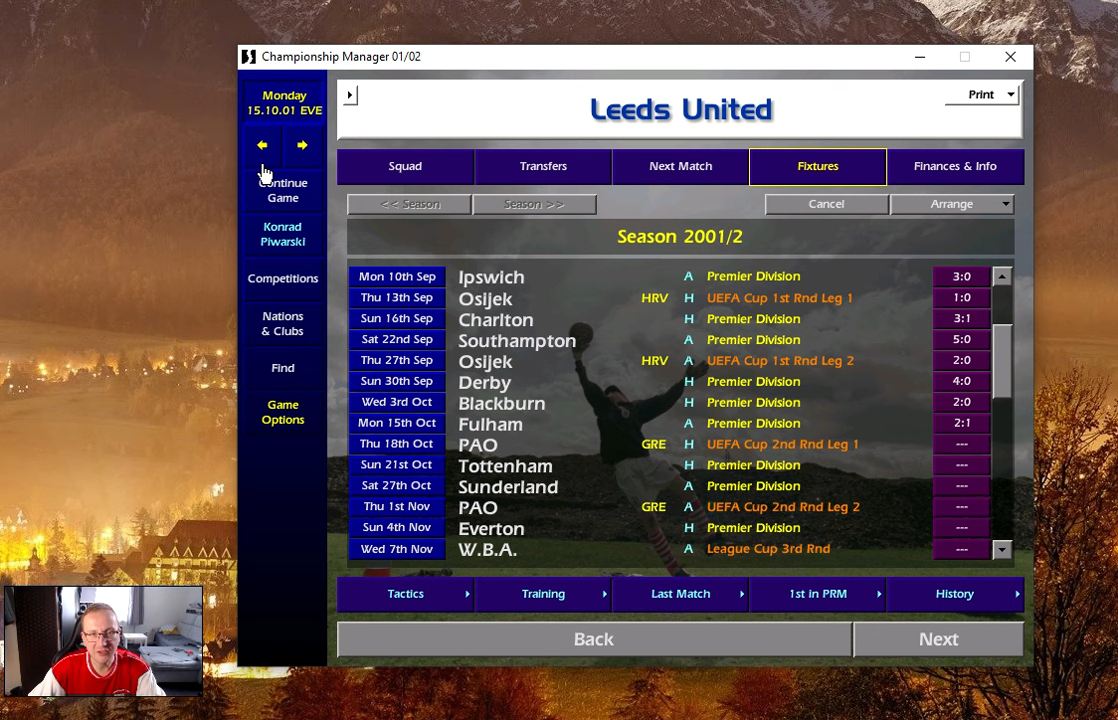 Championship Manager 01/02
Monday
15.10.01 EVE
Continue
Game
Konrad
Piwarski
Competitions
Nations
& Clubs
Find
Game
Options
Leeds United
Print
Squad Transfers Next Match Fixtures Finances & Info
<< Season Season >> Cancel Arrange
Season 2001/2
Mon 10th Sep Ipswich A Premier Division 3:0
Thu 13th Sep Osijek HRV H UEFA Cup 1st Rnd Leg 1 1:0
Sun 16th Sep Charlton H Premier Division 3:1
Sat 22nd Sep Southampton A Premier Division 5:0
Thu 27th Sep Osijek HRV A UEFA Cup 1st Rnd Leg 2 2:0
Sun 30th Sep Derby H Premier Division 4:0
Wed 3rd Oct Blackburn H Premier Division 2:0
Mon 15th Oct Fulham A Premier Division 2:1
Thu 18th Oct PAO GRE H UEFA Cup 2nd Rnd Leg 1 ---
Sun 21st Oct Tottenham H Premier Division ---
Sat 27th Oct Sunderland A Premier Division ---
Thu 1st Nov PAO GRE A UEFA Cup 2nd Rnd Leg 2 ---
Sun 4th Nov Everton H Premier Division ---
Wed 7th Nov W.B.A. A League Cup 3rd Rnd ---
Tactics Training Last Match 1st in PRM History
Back Next